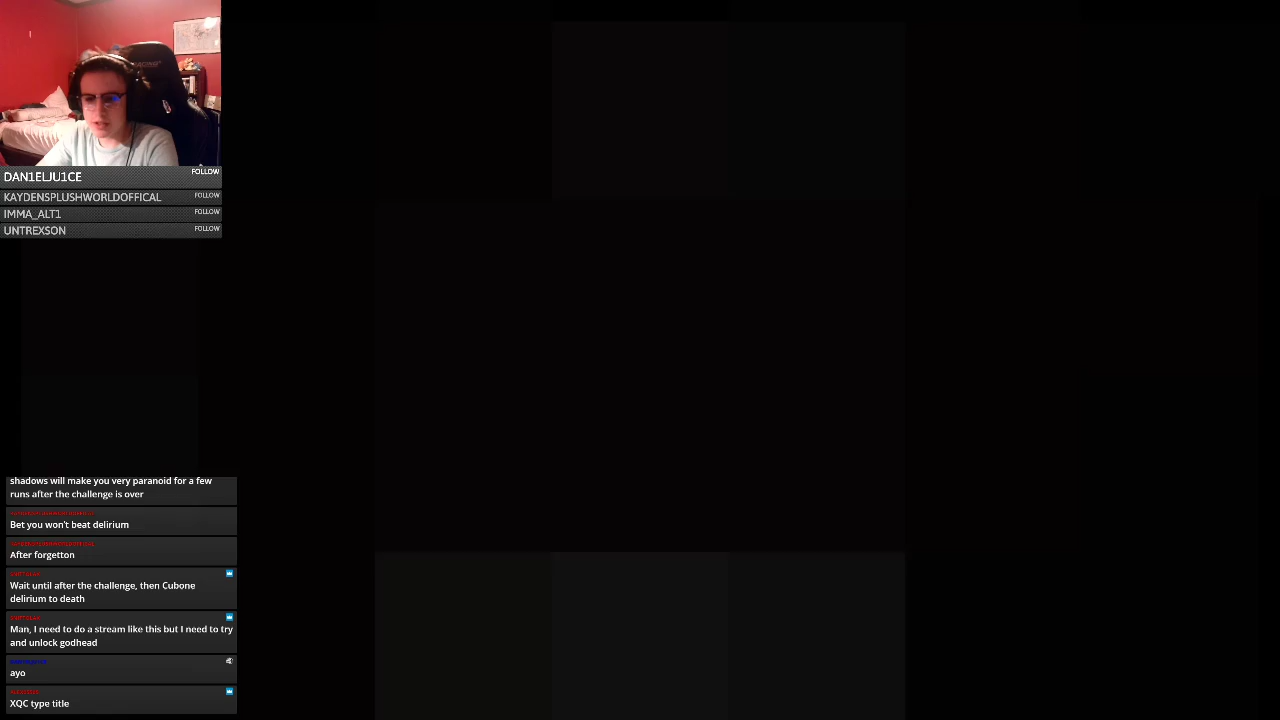 DAN1ELJU1CE FOLLOW
KAYDENSPLUSHWORLDOFFICAL FOLLOW
IMMA_ALT1 FOLLOW
UNTREXSON FOLLOW
shadows will make you very paranoid for a few
runs after the challenge is over
Bet you won't beat delirium
After forgetton
Wait until after the challenge, then Cubone
delirium to death
Man, I need to do a stream like this but I need to try
and unlock godhead
ayo
XQC type title